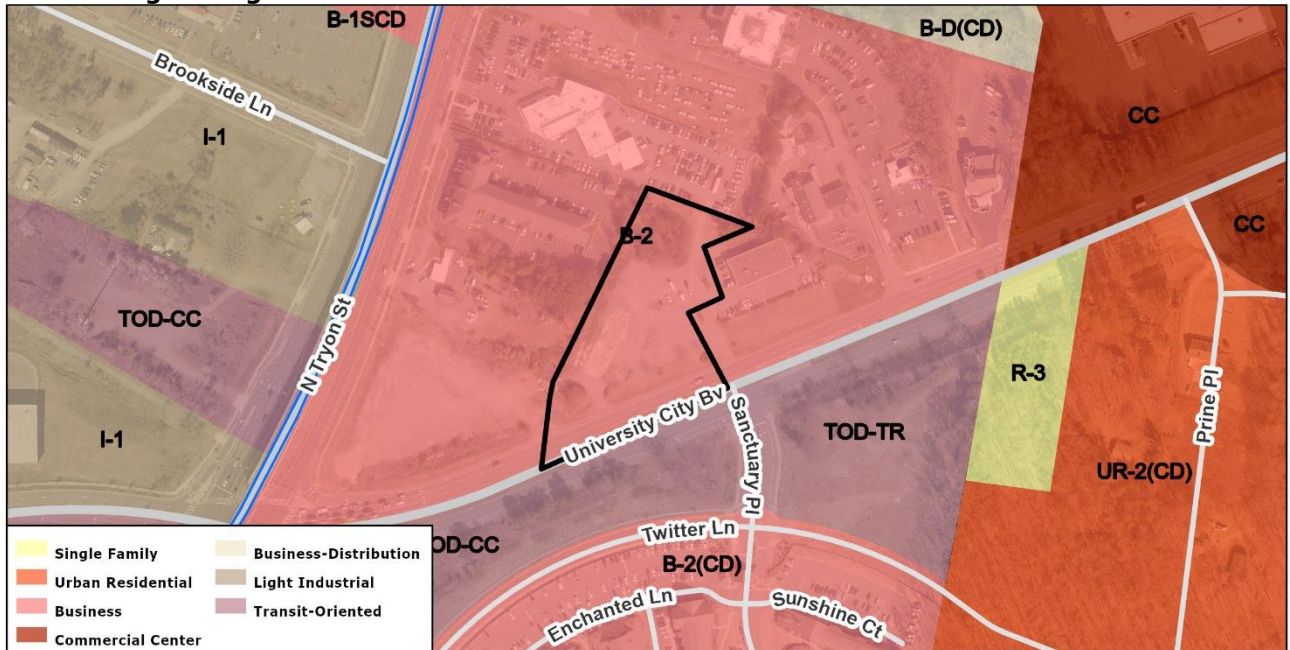 B-1SCD
B-D(CD)
Brookside Ln
I-1
CC
B-2
CC
TOD-CC
N Tryon St
R-3
Prine Pl
I-1
University City Bv
Sanctuary Pl
TOD-TR
UR-2(CD)
OD-CC
Twitter Ln
B-2(CD)
Enchanted Ln
Sunshine Ct
Single Family
Urban Residential
Business
Commercial Center
Business-Distribution
Light Industrial
Transit-Oriented